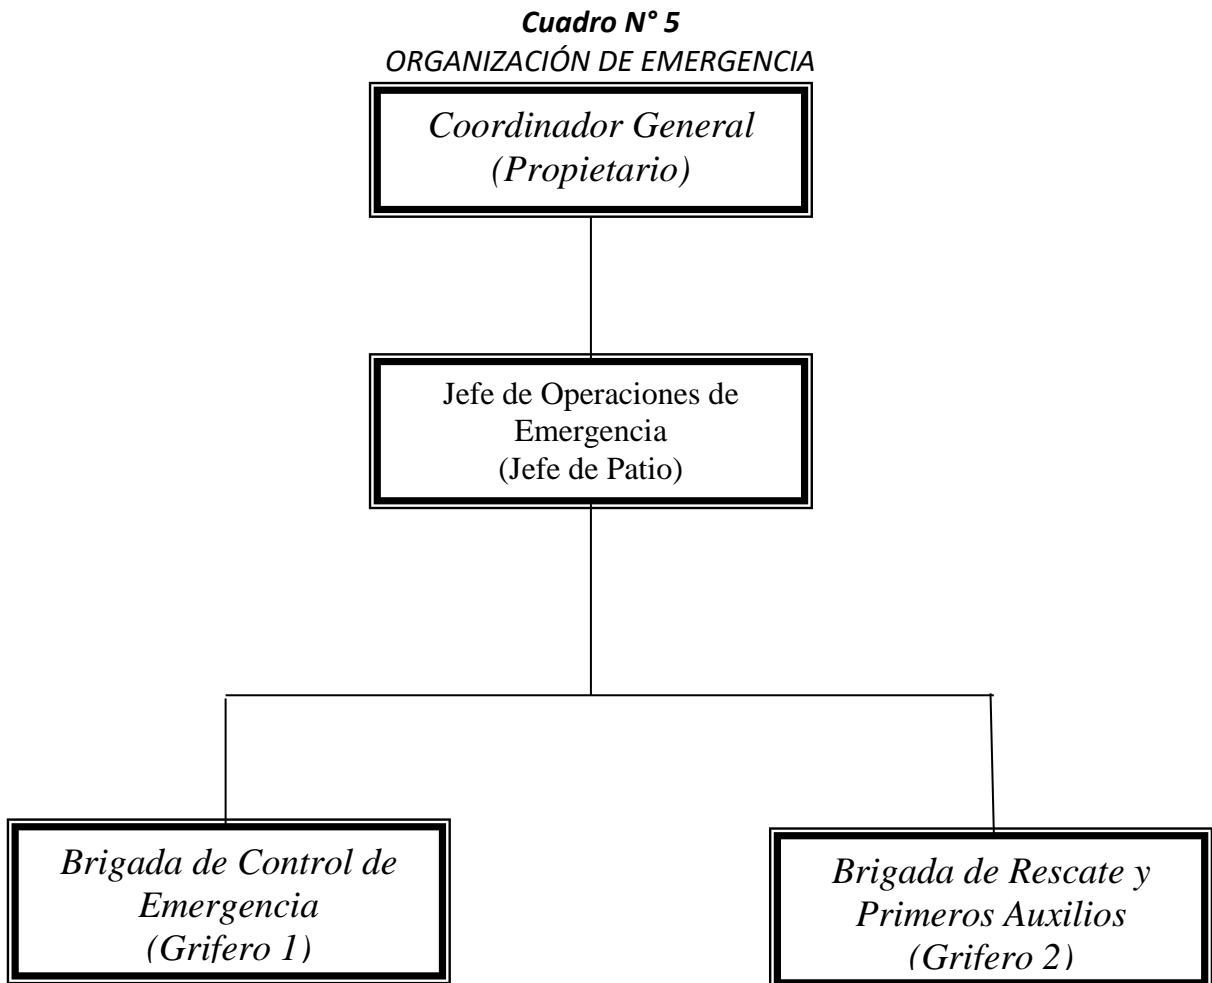 Cuadro N° 5
ORGANIZACIÓN DE EMERGENCIA
Coordinador General
(Propietario)
Jefe de Operaciones de
Emergencia
(Jefe de Patio)
Brigada de Control de
Emergencia
(Grifero 1)
Brigada de Rescate y
Primeros Auxilios
(Grifero 2)